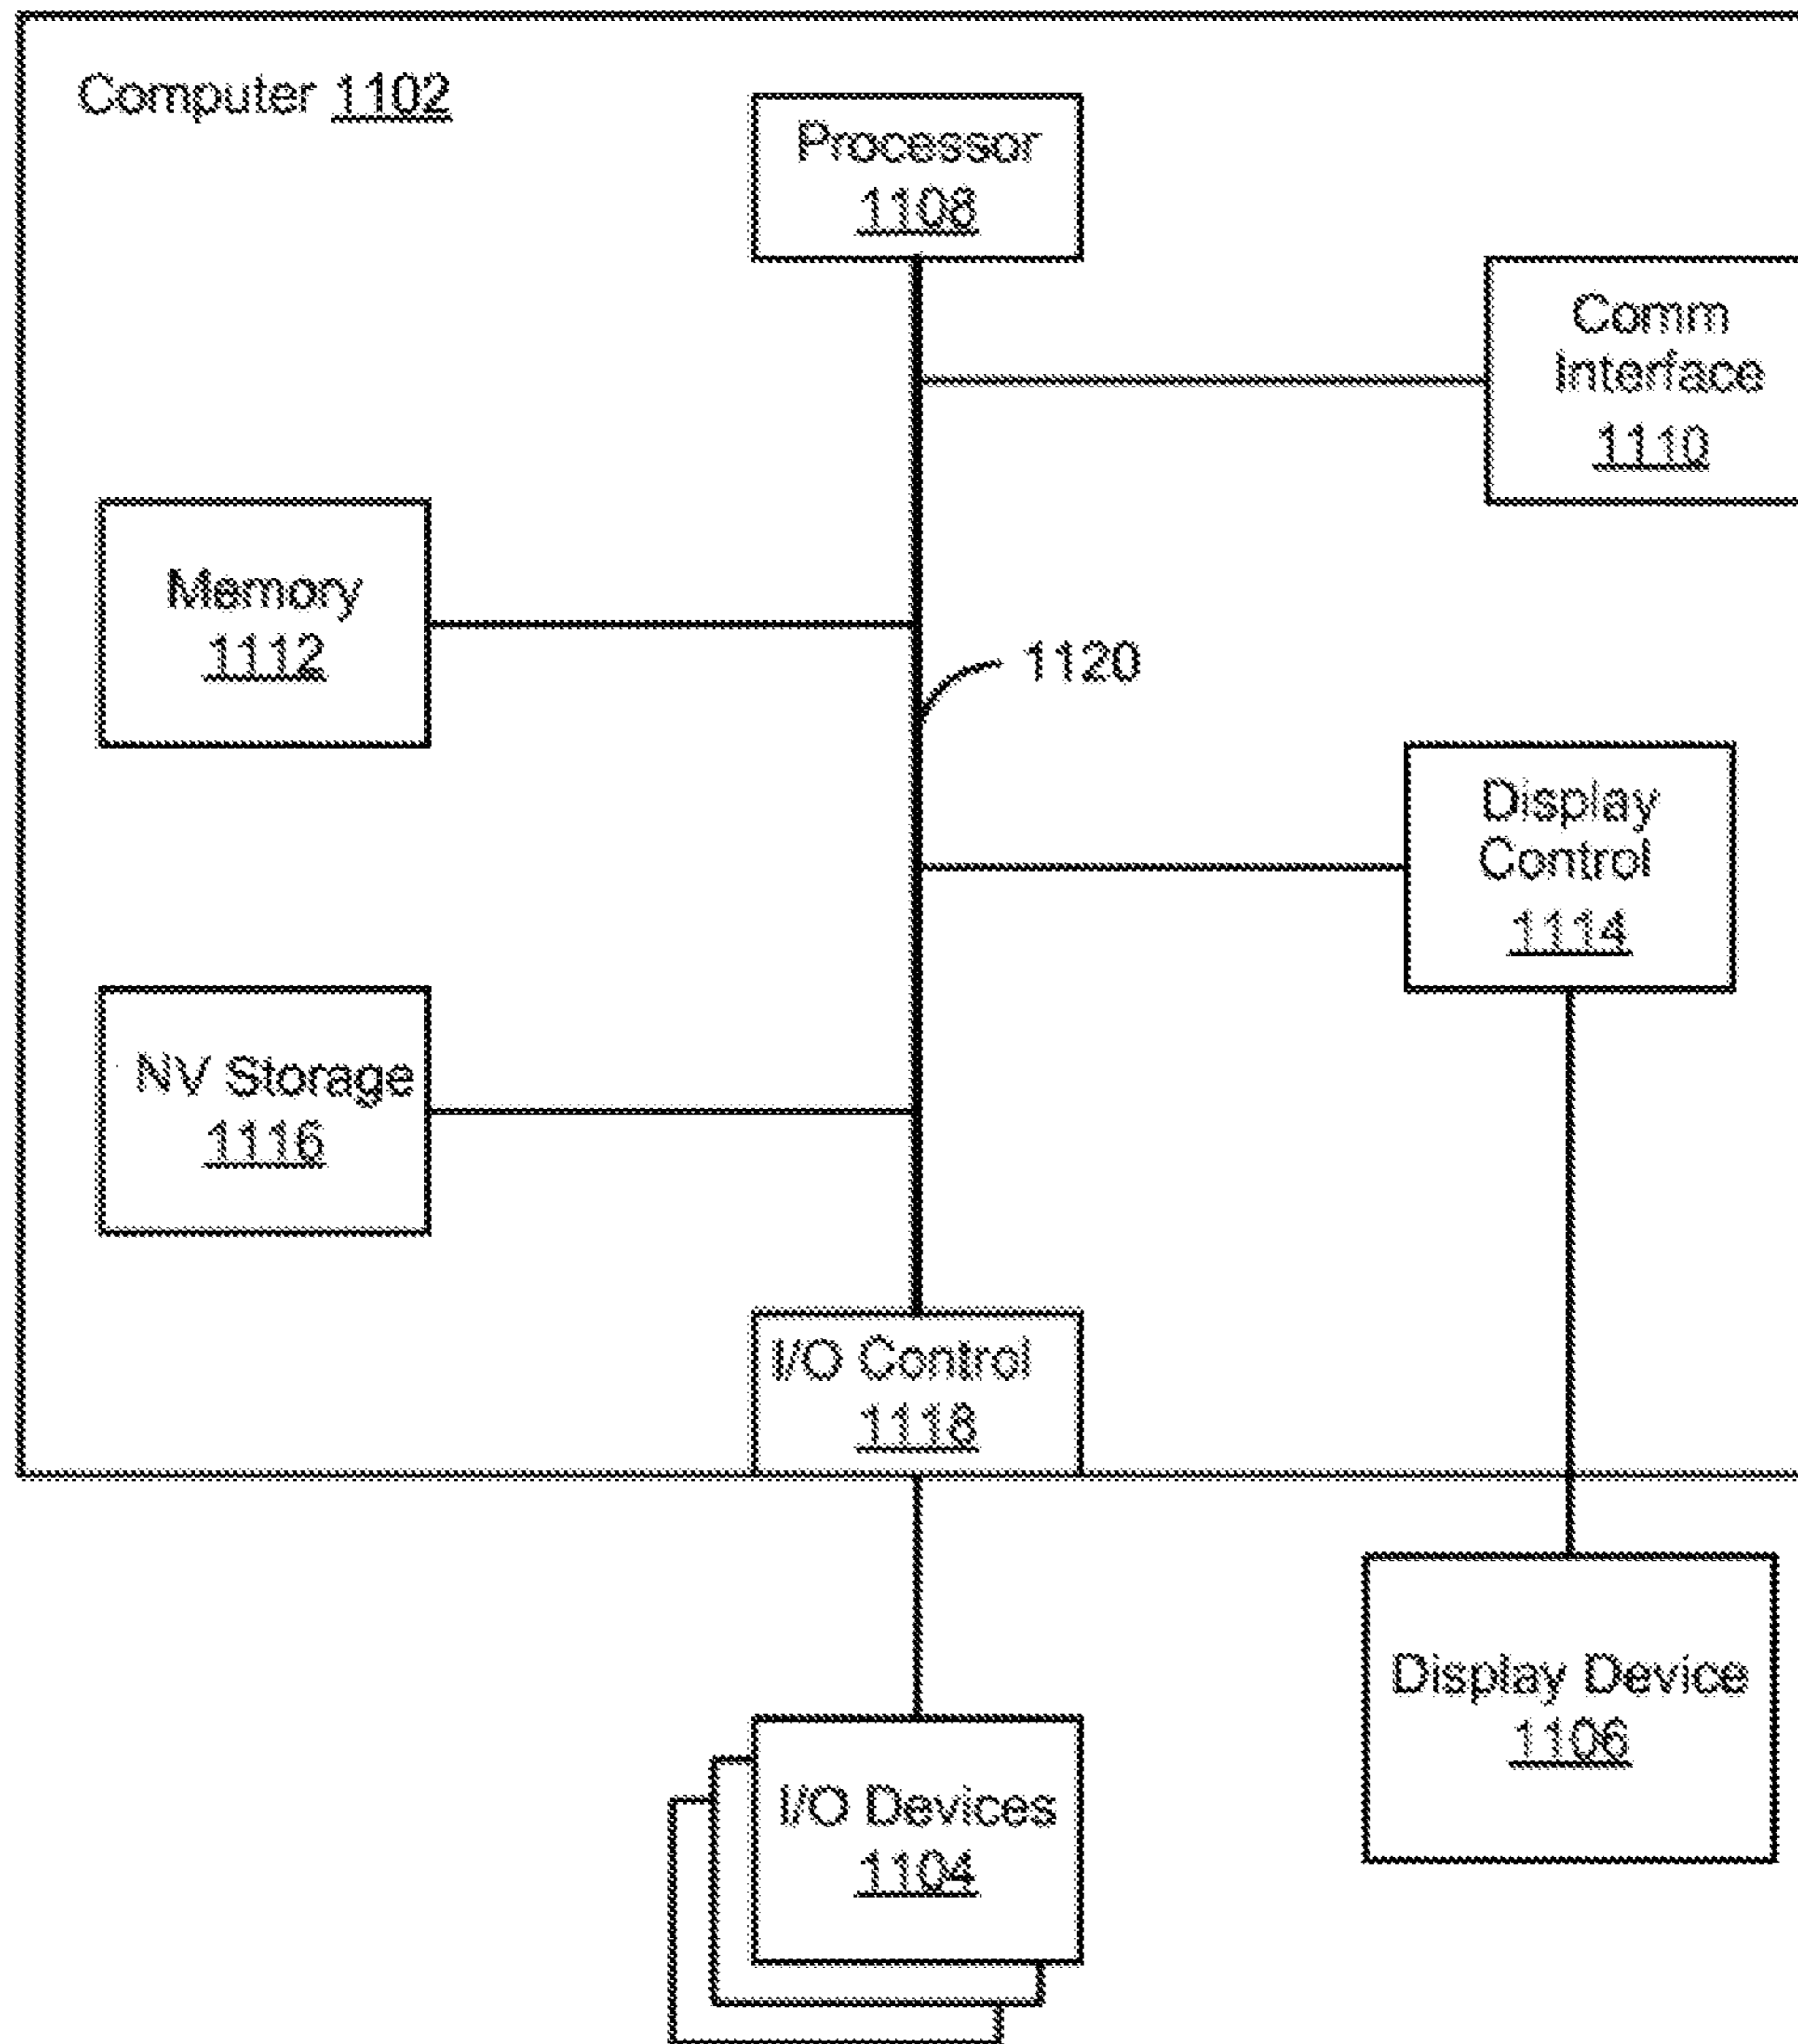 Computer 1102
Processor
1108
Comm
Interface
1110
Memory
1112
1120
Display
Control
1114
NV Storage
1116
I/O Control
1118
Display Device
1106
I/O Devices
1104